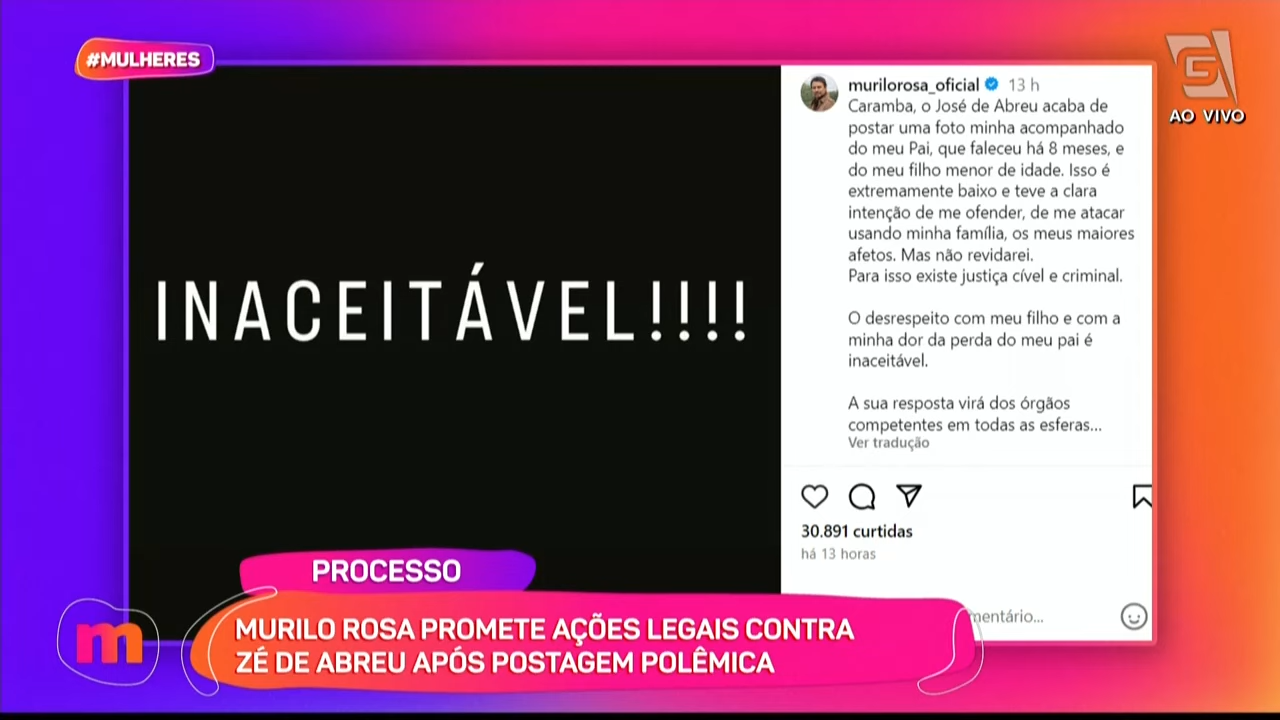 #MULHERES
G
AO VIVO
INACEITÁVEL!!!!
murilorosa_oficial 13 h
Caramba, o José de Abreu acaba de
postar uma foto minha acompanhado
do meu Pai, que faleceu há 8 meses, e
do meu filho menor de idade. Isso é
extremamente baixo e teve a clara
intenção de me ofender, de me atacar
usando minha família, os meus maiores
afetos. Mas não revidarei.
Para isso existe justiça cível e criminal.
O desrespeito com meu filho e com a
minha dor da perda do meu pai é
inaceitável.
A sua resposta virá dos órgãos
competentes em todas as esferas...
Ver tradução
30.891 curtidas
há 13 horas
mentário...
PROCESSO
m
MURILO ROSA PROMETE AÇÕES LEGAIS CONTRA
ZÉ DE ABREU APÓS POSTAGEM POLÊMICA